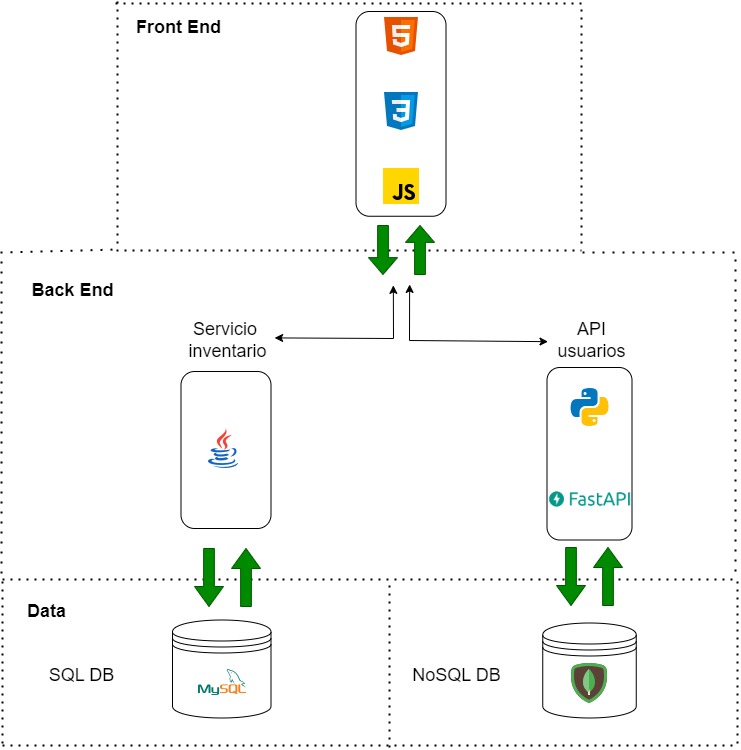 Front End
5
3
JS
Back End
Servicio
inventario
API
usuarios
FastAPI
Data
SQL DB
MySQL
NoSQL DB